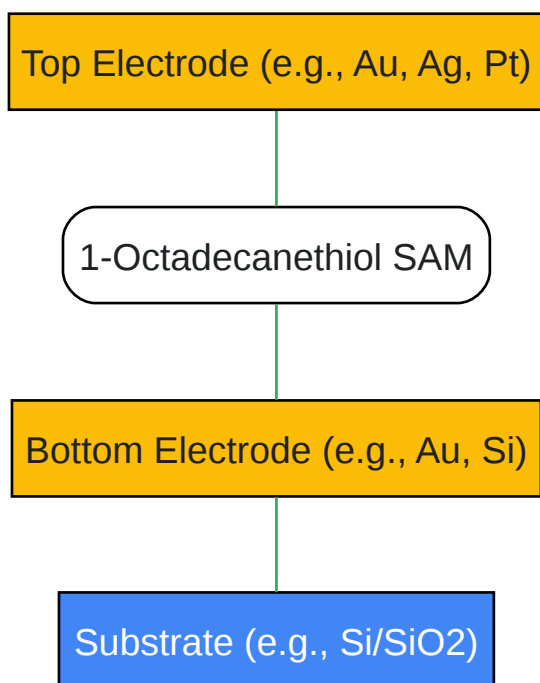 Top Electrode (e.g., Au, Ag, Pt)
1-Octadecanethiol SAM
Bottom Electrode (e.g., Au, Si)
Substrate (e.g., Si/SiO2)